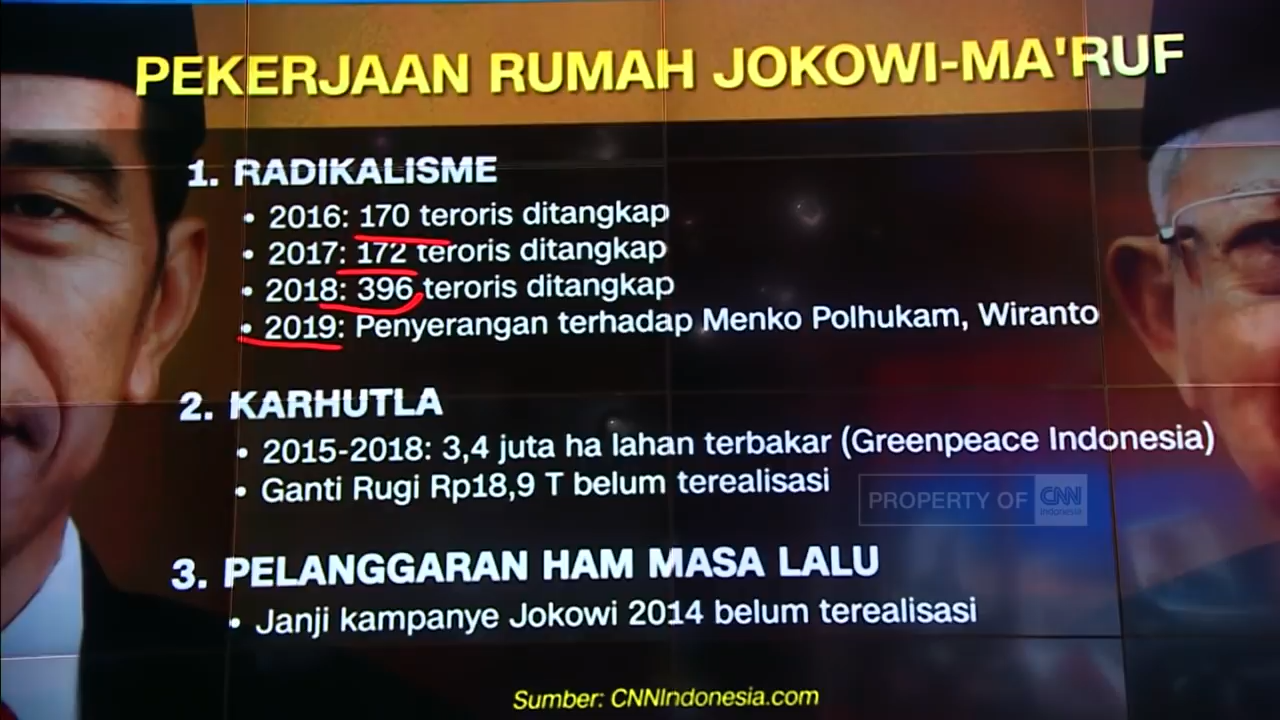 PEKERJAAN RUMAH JOKOWI-MA'RUF
1. RADIKALISME
• 2016: 170 teroris ditangkap
• 2017: 172 teroris ditangkap
• 2018: 396 teroris ditangkap
• 2019: Penyerangan terhadap Menko Polhukam, Wiranto
2. KARHUTLA
• 2015-2018: 3,4 juta ha lahan terbakar (Greenpeace Indonesia)
• Ganti Rugi Rp18,9 T belum terealisasi
PROPERTY OF CNN Indonesia
3. PELANGGARAN HAM MASA LALU
• Janji kampanye Jokowi 2014 belum terealisasi
Sumber: CNNIndonesia.com